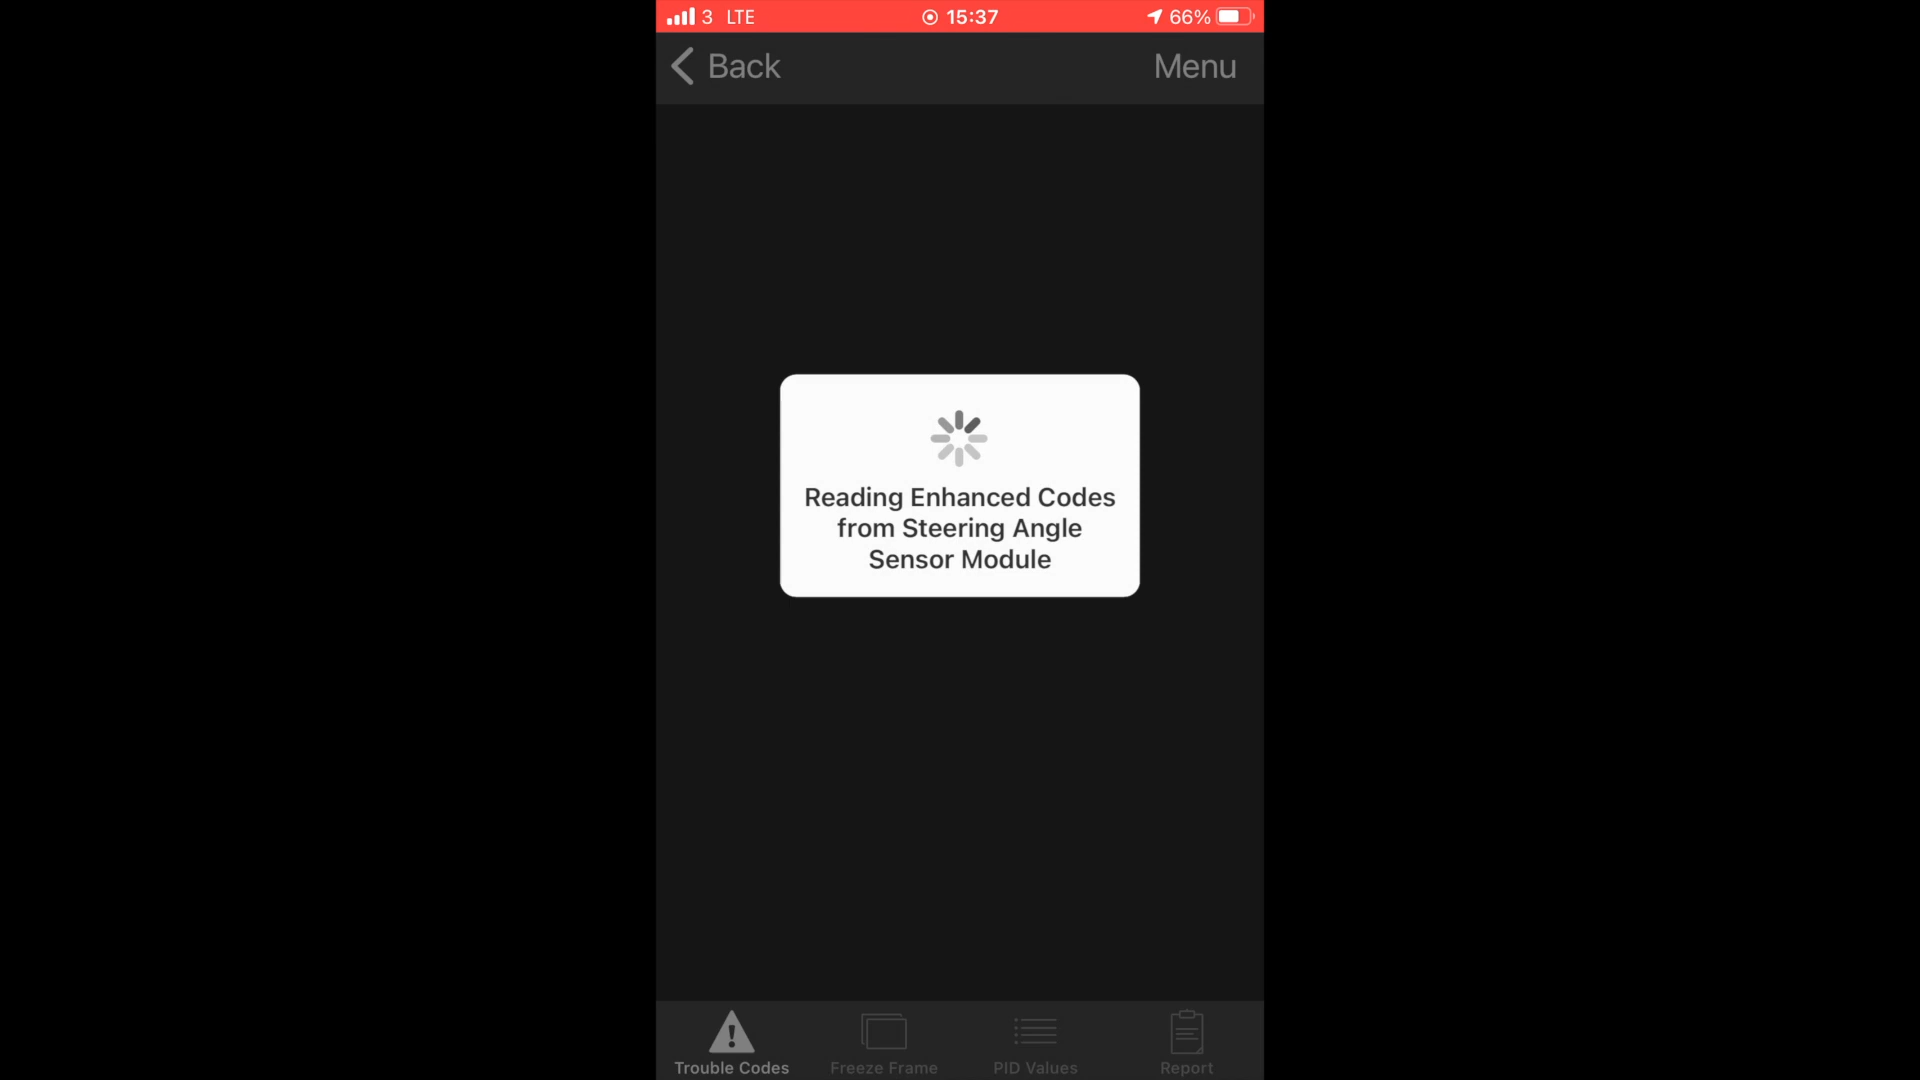 3 LTE 15:37 66%
Back Menu
Reading Enhanced Codes
from Steering Angle
Sensor Module
Trouble Codes Freeze Frame PID Values Report